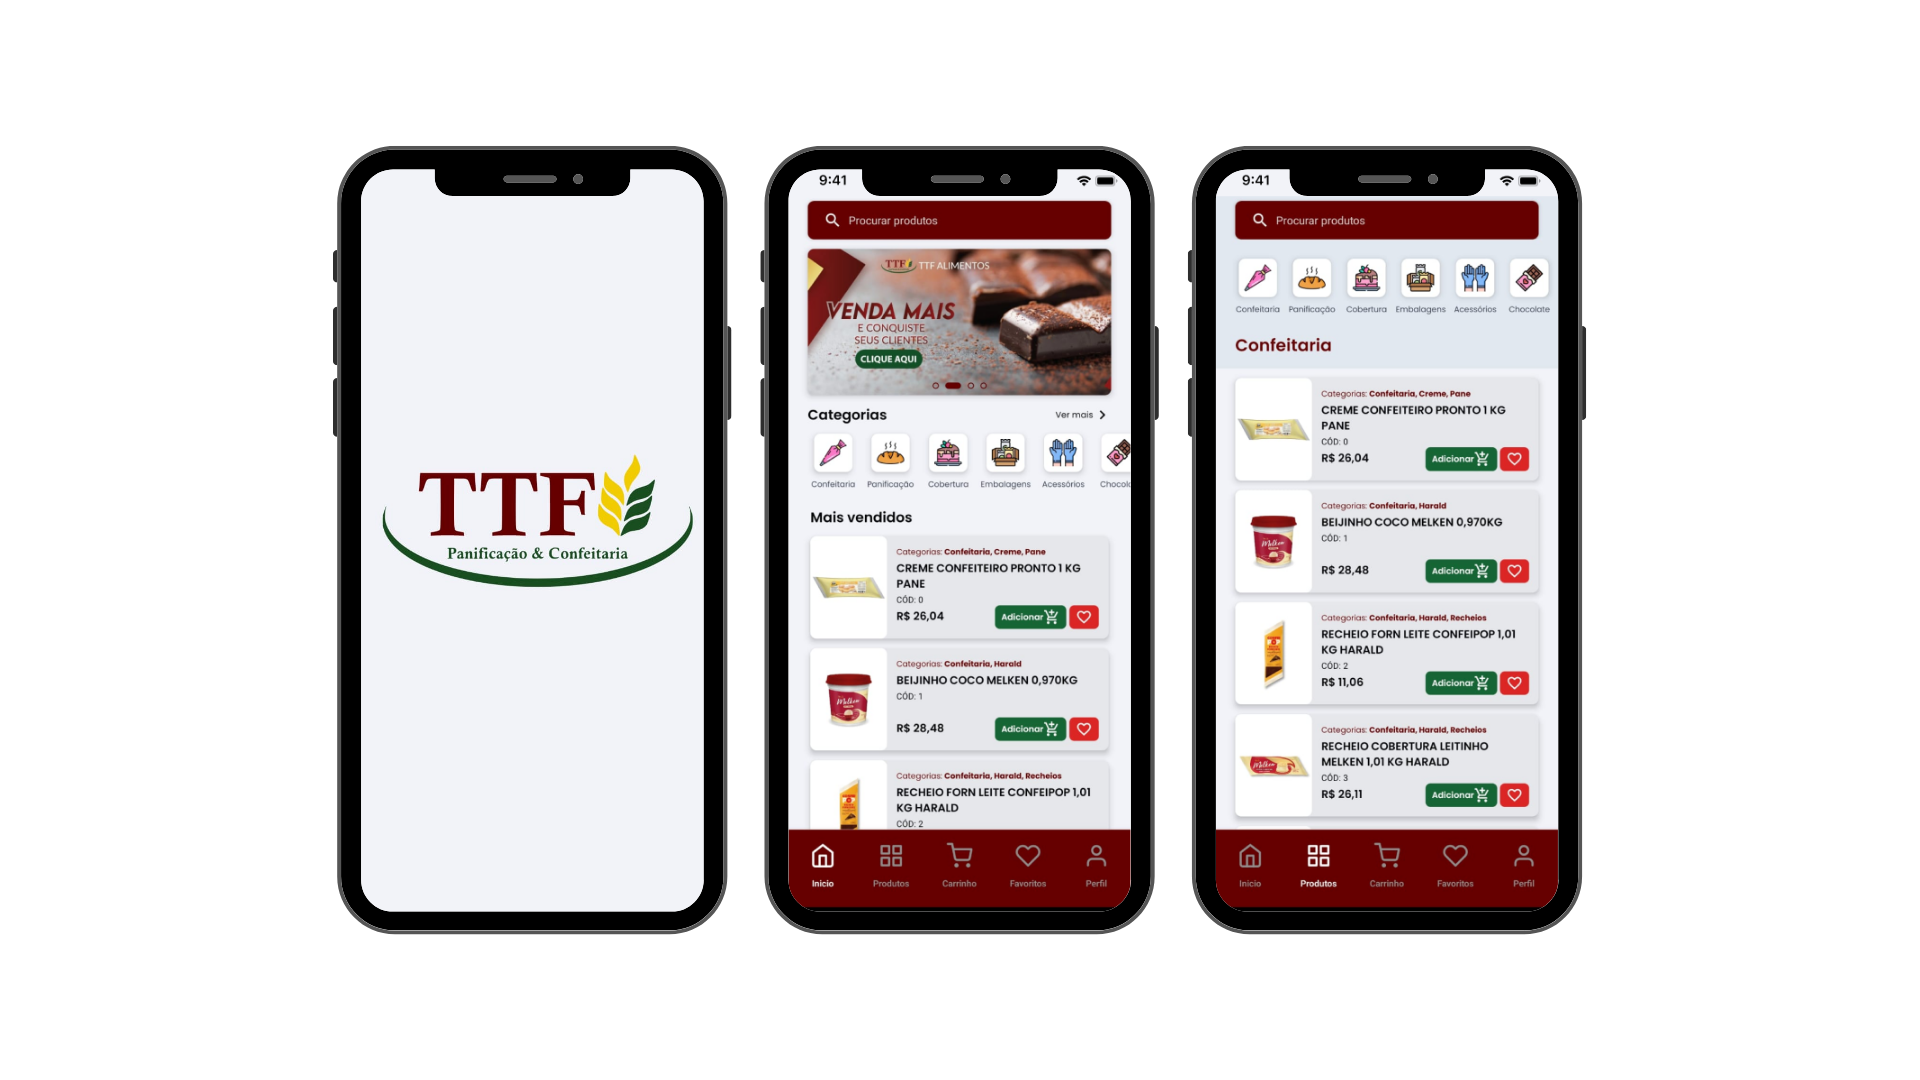 TTF
Panificação & Confeitaria
9:41
Procurar produtos
TTF
TTF ALIMENTOS
VENDA MAIS
E CONQUISTE
SEUS CLIENTES
CLIQUE AQUI
Categorias
Ver mais
Confeitaria
Panificação
Cobertura
Embalagens
Acessórios
Chocola
Mais vendidos
Categorias: Confeitaria, Creme, Pane
CREME CONFEITEIRO PRONTO 1 KG
PANE
CÓD: 0
R$ 26,04
Adicionar
Categorias: Confeitaria, Harald
BEIJINHO COCO MELKEN 0,970KG
CÓD: 1
R$ 28,48
Adicionar
Melken
Categorias: Confeitaria, Harald, Recheios
RECHEIO FORN LEITE CONFEIPOP 1,01
KG HARALD
CÓD: 2
Inicio
Produtos
Carrinho
Favoritos
Perfil
9:41
Procurar produtos
Confeitaria
Panificação
Cobertura
Embalagens
Acessórios
Chocolate
Confeitaria
Categorias: Confeitaria, Creme, Pane
CREME CONFEITEIRO PRONTO 1 KG
PANE
CÓD: 0
R$ 26,04
Adicionar
Categorias: Confeitaria, Harald
BEIJINHO COCO MELKEN 0,970KG
CÓD: 1
R$ 28,48
Adicionar
Melken
Categorias: Confeitaria, Harald, Recheios
RECHEIO FORN LEITE CONFEIPOP 1,01
KG HARALD
CÓD: 2
R$ 11,06
Adicionar
Categorias: Confeitaria, Harald, Recheios
RECHEIO COBERTURA LEITINHO
MELKEN 1,01 KG HARALD
CÓD: 3
R$ 26,11
Adicionar
Melken
Inicio
Produtos
Carrinho
Favoritos
Perfil